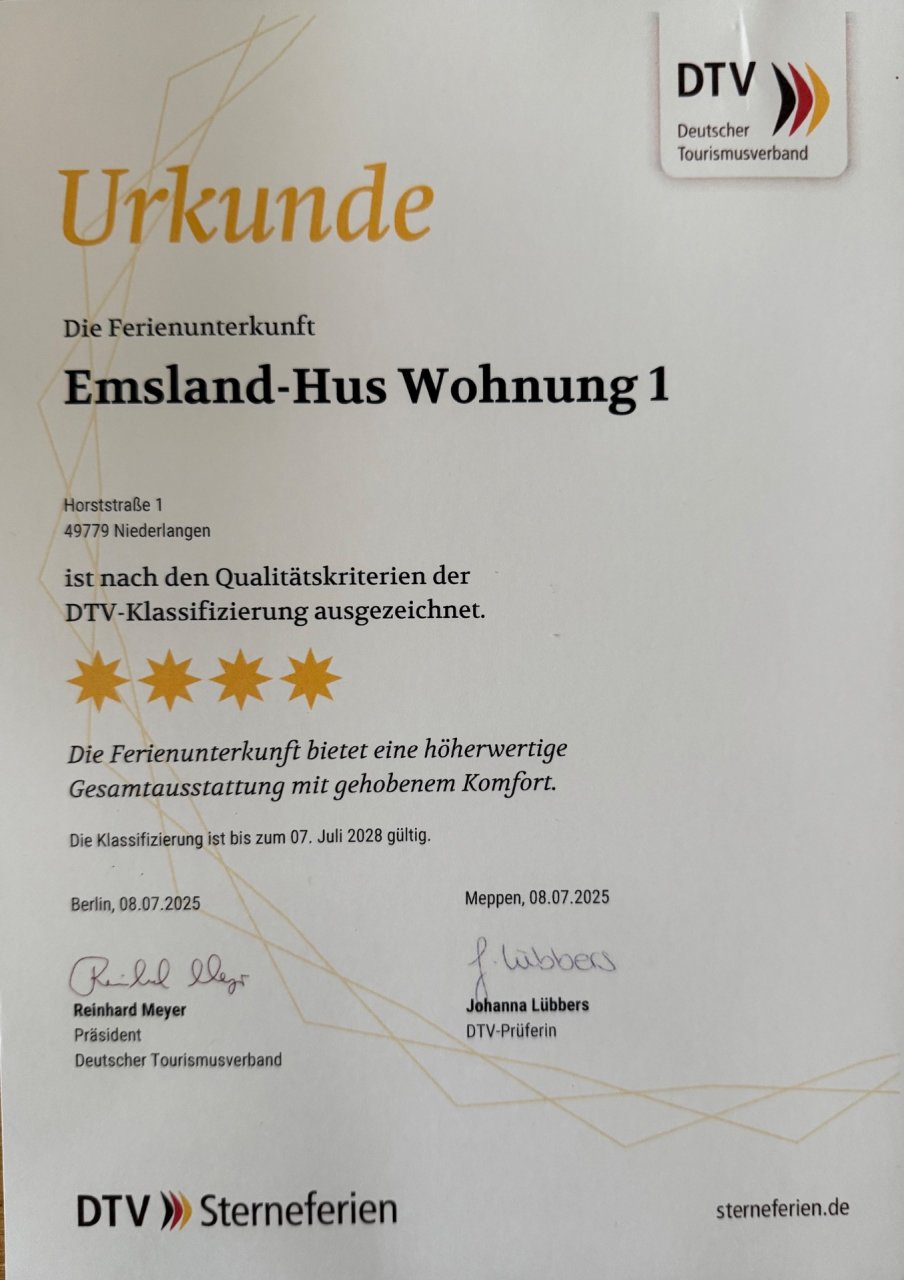 DTV
Deutscher
Tourismusverband
Urkunde
Die Ferienunterkunft
Emsland-Hus Wohnung 1
Horststraße 1
49779 Niederlangen
ist nach den Qualitätskriterien der
DTV-Klassifizierung ausgezeichnet.
Die Ferienunterkunft bietet eine höherwertige
Gesamtausstattung mit gehobenem Komfort.
Die Klassifizierung ist bis zum 07. Juli 2028 gültig.
Berlin, 08.07.2025
Reinhard Meyer
Reinhard Meyer
Präsident
Deutscher Tourismusverband
Meppen, 08.07.2025
J. Lübbers
Johanna Lübbers
DTV-Prüferin
DTV Sterneferien
sterneferien.de